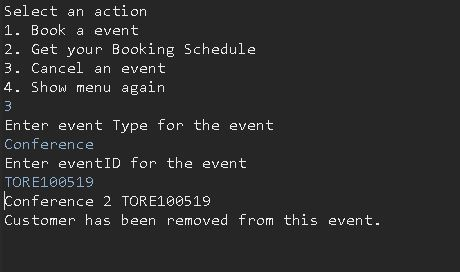 Select an action
1. Book a event
2. Get your Booking Schedule
3. Cancel an event
4. Show menu again
3
Enter event Type for the event
Conference
Enter eventID for the event
TORE100519
Conference 2 TORE100519
Customer has been removed from this event.